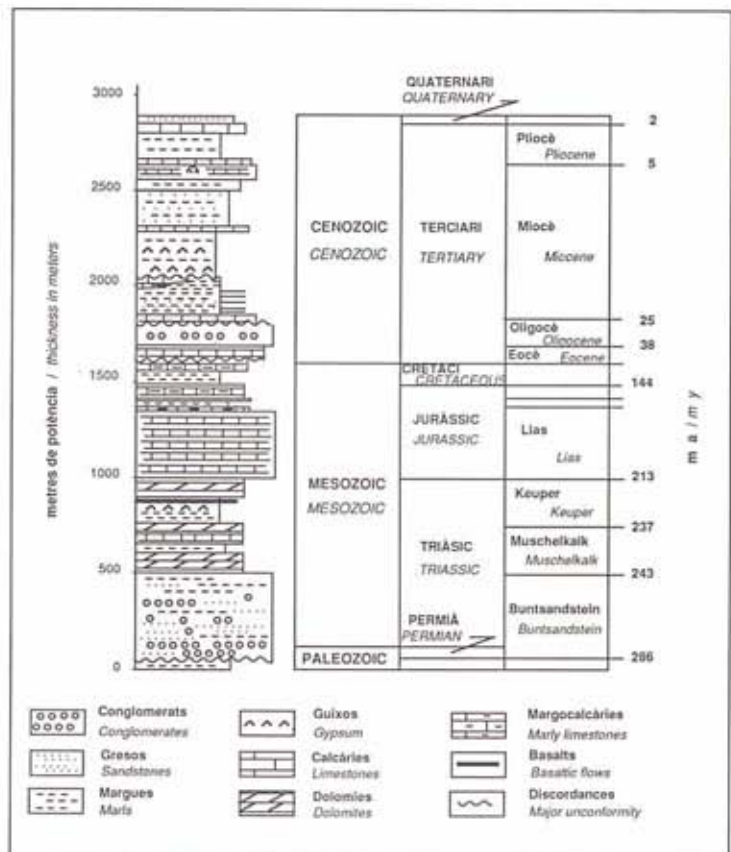 3000
2500
2000
1500
1000
500
0
metres de potència / thickness in meters
QUATERNARI
QUATERNARY
CENOZOIC
CENOZOIC
TERCIARI
TERTIARY
Pliocè
Pliocene
Miocè
Miocene
Oligocè
Oligocene
Eocè Eocene
CRETACI
CRETACEOUS
JURÀSSIC
JURASSIC
Lias
Lias
MESOZOIC
MESOZOIC
TRIÀSIC
TRIASSIC
Keuper
Keuper
Muschelkalk
Muschelkalk
Buntsandstein
Buntsandstein
PERMIÀ
PERMIAN
PALEOZOIC
2
5
25
38
144
213
237
243
286
m a / m y
Conglomerats
Conglomerates
Gresos
Sandstones
Margues
Marls
Guixos
Gypsum
Calcàries
Limestones
Dolomies
Dolomites
Margocalcàries
Marly limestones
Basalts
Basaltic flows
Discordances
Major unconformity